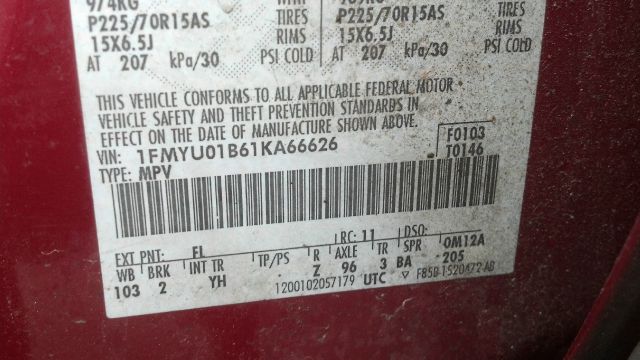 974KG
P225/70R15AS TIRES P225/70R15AS TIRES
15X6.5J RIMS 15X6.5J RIMS
AT 207 kPa/30 PSI COLD AT 207 kPa/30 PSI COLD
THIS VEHICLE CONFORMS TO ALL APPLICABLE FEDERAL MOTOR
VEHICLE SAFETY AND THEFT PREVENTION STANDARDS IN
EFFECT ON THE DATE OF MANUFACTURE SHOWN ABOVE.
VIN: 1FMYU01B61KA66626 F0103
TYPE: MPV T0146
EXT PNT: FL RC: 11 DSO:
WB BRK INT TR TP/PS R AXLE TR SPR 0M12A
103 2 YH Z 96 3 BA 205
1200102057179 UTC ▽ F85B-1520472-AB